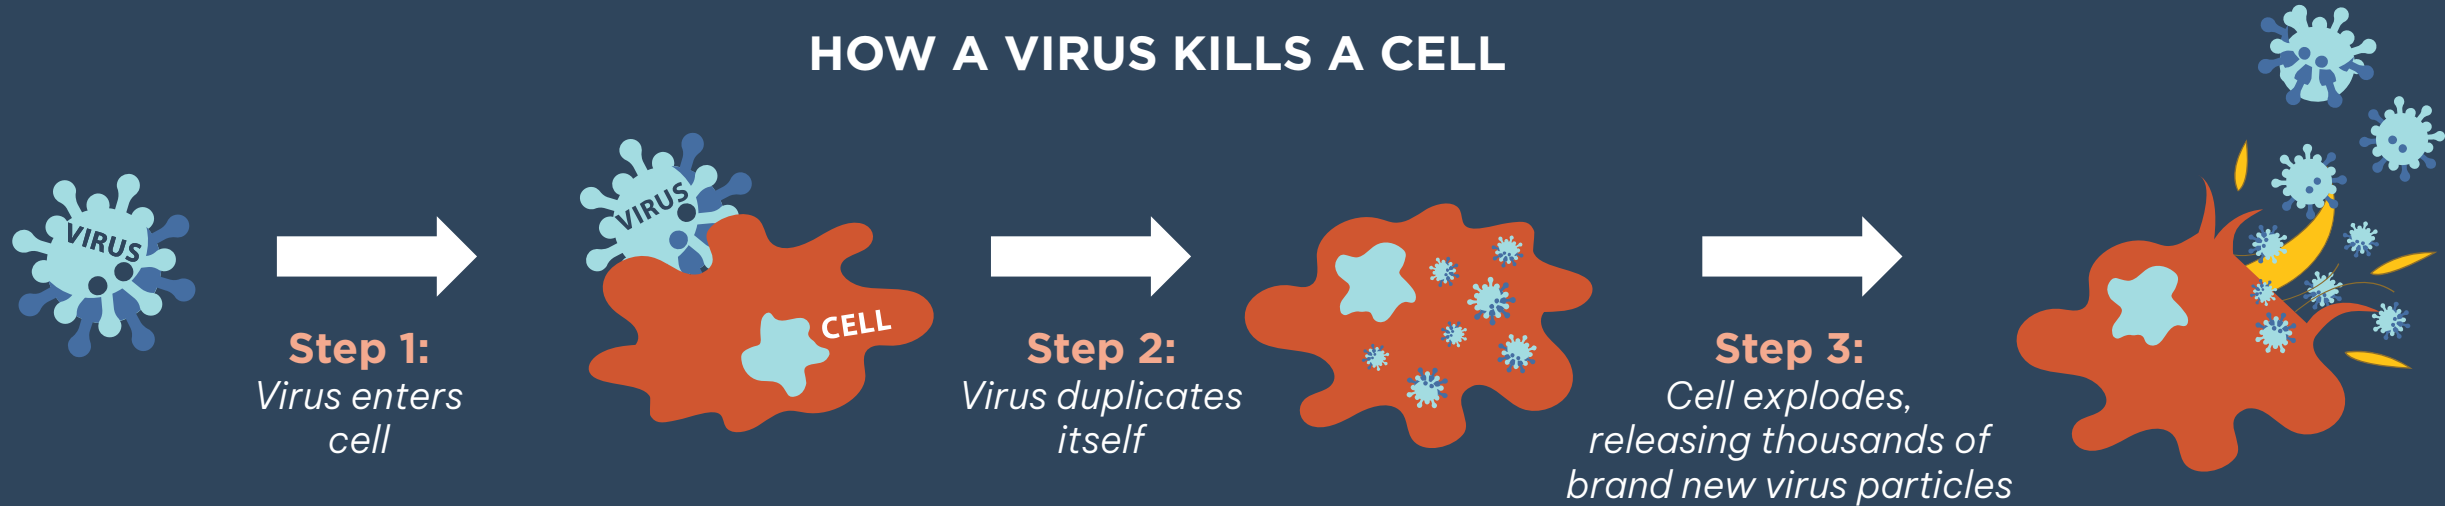 HOW A VIRUS KILLS A CELL
VIRUS
Step 1:
Virus enters
cell
VIRUS
CELL
Step 2:
Virus duplicates
itself
Step 3:
Cell explodes,
releasing thousands of
brand new virus particles